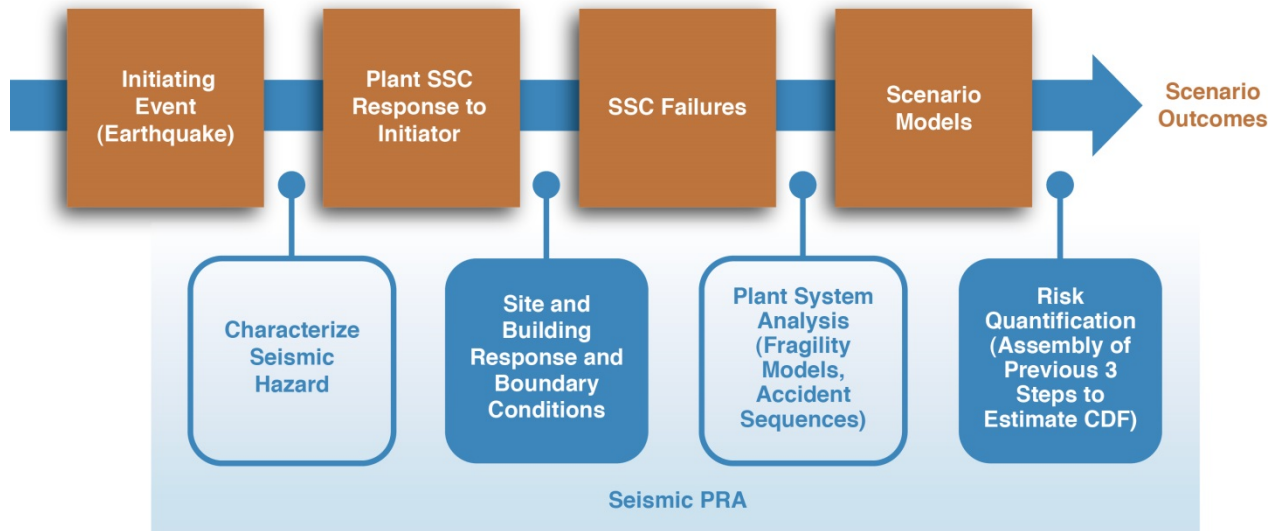 Initiating
Event
(Earthquake)
Plant SSC
Response to
Initiator
SSC Failures
Scenario
Models
Scenario
Outcomes
Characterize
Seismic
Hazard
Site and
Building
Response and
Boundary
Conditions
Plant System
Analysis
(Fragility
Models,
Accident
Sequences)
Risk
Quantification
(Assembly of
Previous 3
Steps to
Estimate CDF)
Seismic PRA